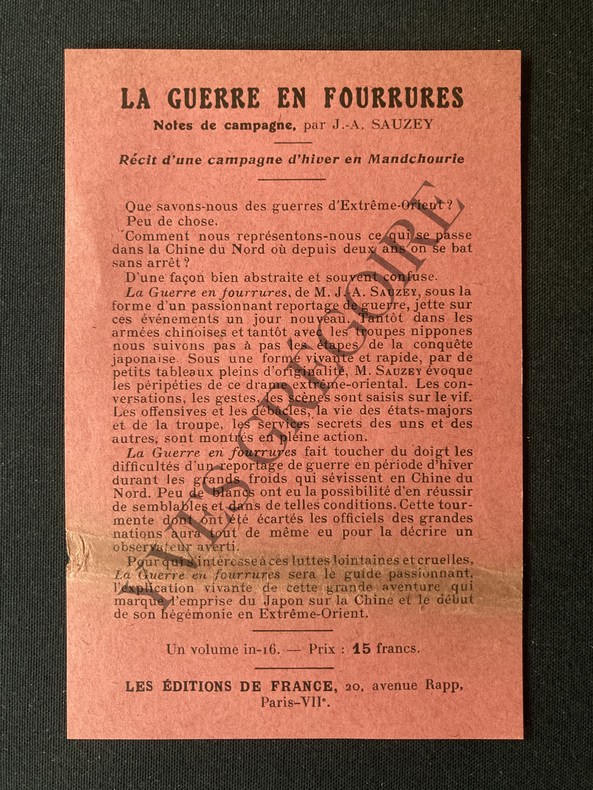 LA GUERRE EN FOURRURES
Notes de campagne, par J.-A. SAUZEY
Récit d'une campagne d'hiver en Mandchourie
Que savons-nous des guerres d'Extrême-Orient ?
Peu de chose.
Comment nous représentons-nous ce qui se passe
dans la Chine du Nord où depuis deux ans on se bat
sans arrêt ?
D'une façon bien abstraite et souvent confuse.
La Guerre en fourrures, de M. J.-A. SAUZEY, sous la
forme d'un passionnant reportage de guerre, jette sur
ces événements un jour nouveau. Tantôt dans les
armées chinoises et tantôt avec les troupes nippones
nous suivons pas à pas les étapes de la conquête
japonaise. Sous une forme vivante et rapide, par de
petits tableaux pleins d'originalité, M. SAUZEY évoque
les péripéties de ce drame extrême-oriental. Les con-
versations, les gestes, les scènes sont saisis sur le vif.
Les offensives et les débâcles, la vie des états-majors
et de la troupe, les services secrets des uns et des
autres, sont montrés en pleine action.
La Guerre en fourrures fait toucher du doigt les
difficultés d'un reportage de guerre en période d'hiver
durant les grands froids qui sévissent en Chine du
Nord. Peu de blancs ont eu la possibilité d'en réussir
de semblables et dans de telles conditions. Cette tour-
mente dont ont été écartés les officiels des grandes
nations aura tout de même eu pour la décrire un
observateur averti.
Pour qui s'intéresse à ces luttes lointaines et cruelles,
La Guerre en fourrures sera le guide passionnant,
l'explication vivante de cette grande aventure qui
marque l'emprise du Japon sur la Chine et le début
de son hégémonie en Extrême-Orient.
Un volume in-16. — Prix : 15 francs.
LES ÉDITIONS DE FRANCE, 20, avenue Rapp,
Paris-VIIe.
YVES GRÉGOIRE